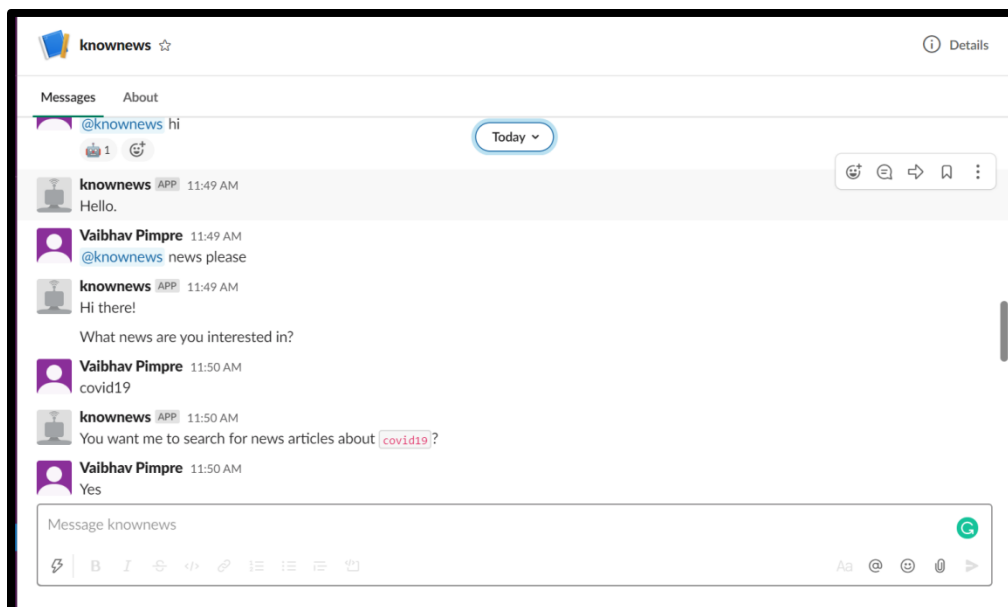 knownews
Details
Messages About
@knownews hi
1
Today
knownews APP 11:49 AM
Hello.
Vaibhav Pimpre 11:49 AM
@knownews news please
knownews APP 11:49 AM
Hi there!
What news are you interested in?
Vaibhav Pimpre 11:50 AM
covid19
knownews APP 11:50 AM
You want me to search for news articles about covid19?
Vaibhav Pimpre 11:50 AM
Yes
Message knownews
B I S Aa @